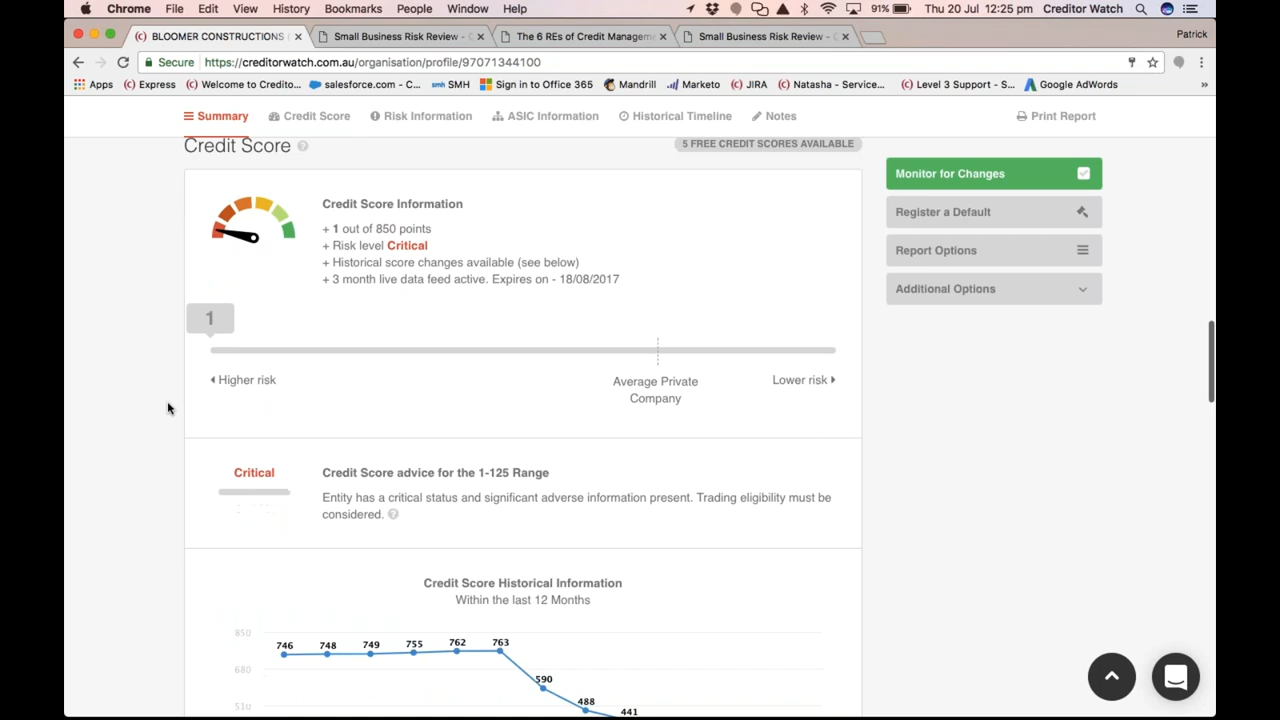 Chrome File Edit View History Bookmarks People Window Help 91% Thu 20 Jul 12:25 pm Creditor Watch
BLOOMER CONSTRUCTIONS Small Business Risk Review - C The 6 REs of Credit Manageme Small Business Risk Review - C Patrick
Secure https://creditorwatch.com.au/organisation/profile/97071344100
Apps (c) Express (c) Welcome to Credito... salesforce.com - C... smh SMH Sign in to Office 365 Mandrill Marketo (c) JIRA (c) Natasha - Service... (c) Level 3 Support - S... Google AdWords »
Summary Credit Score Risk Information ASIC Information Historical Timeline Notes Print Report
Credit Score ? 5 FREE CREDIT SCORES AVAILABLE
Monitor for Changes
Credit Score Information
Register a Default
+ 1 out of 850 points
+ Risk level Critical
Report Options
+ Historical score changes available (see below)
+ 3 month live data feed active. Expires on - 18/08/2017
Additional Options
1
Higher risk Average Private Company Lower risk
Critical Credit Score advice for the 1-125 Range
Entity has a critical status and significant adverse information present. Trading eligibility must be
considered. ?
Credit Score Historical Information
Within the last 12 Months
850
746 748 749 755 762 763
680
590
488
510
441